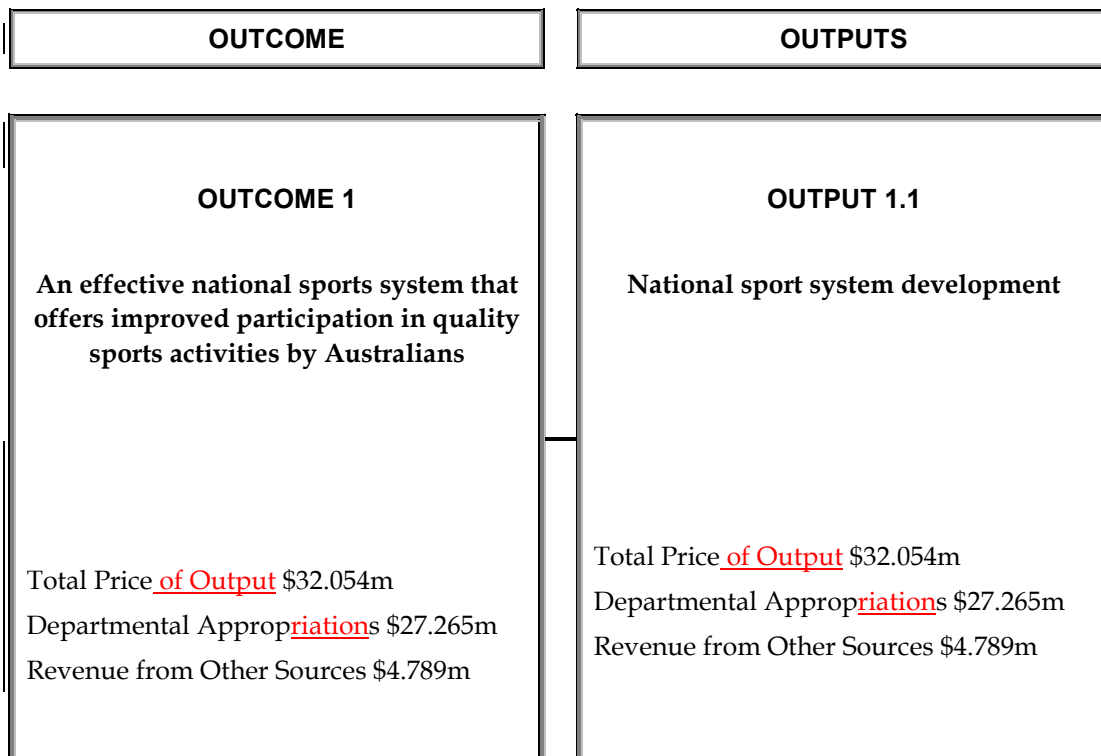 OUTCOME
OUTPUTS
OUTCOME 1
An effective national sports system that
offers improved participation in quality
sports activities by Australians
Total Price of Output $32.054m
Departmental Appropriations $27.265m
Revenue from Other Sources $4.789m
OUTPUT 1.1
National sport system development
Total Price of Output $32.054m
Departmental Appropriations $27.265m
Revenue from Other Sources $4.789m